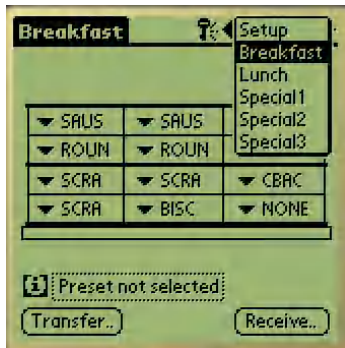 Breakfast
Setup
Breakfast
Lunch
Special1
Special2
Special3
SAUS SAUS
ROUN ROUN
SCRA SCRA CBAC
SCRA BISC NONE
i Preset not selected
Transfer.. Receive..